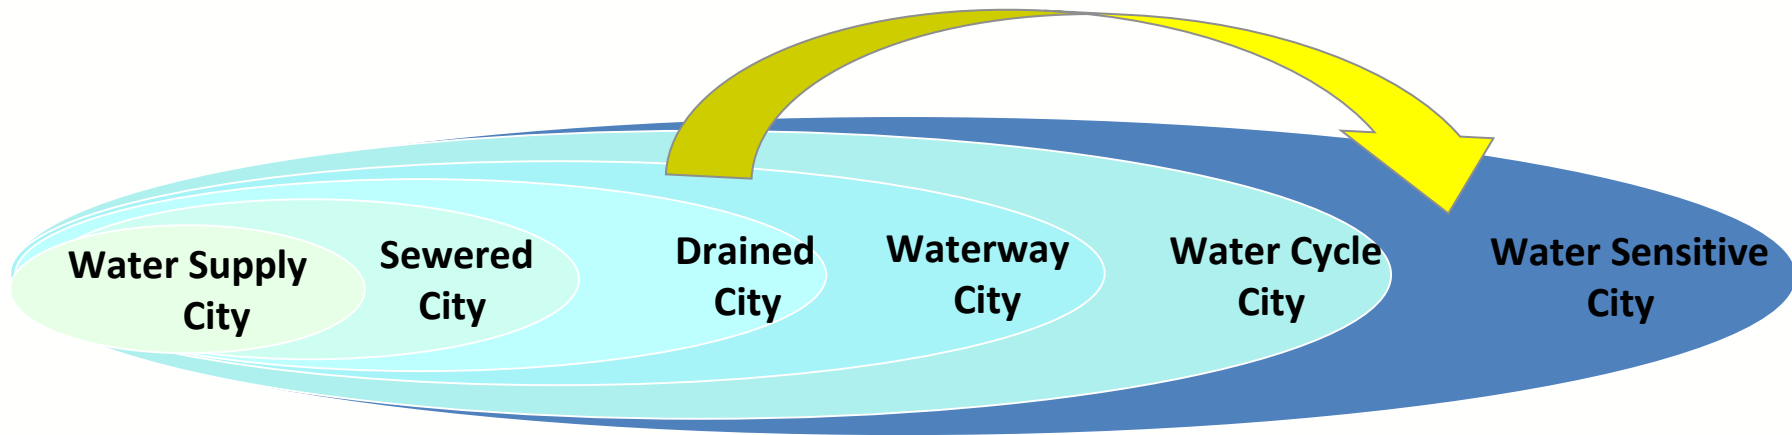 Water Supply
City
Sewered
City
Drained
City
Waterway
City
Water Cycle
City
Water Sensitive
City